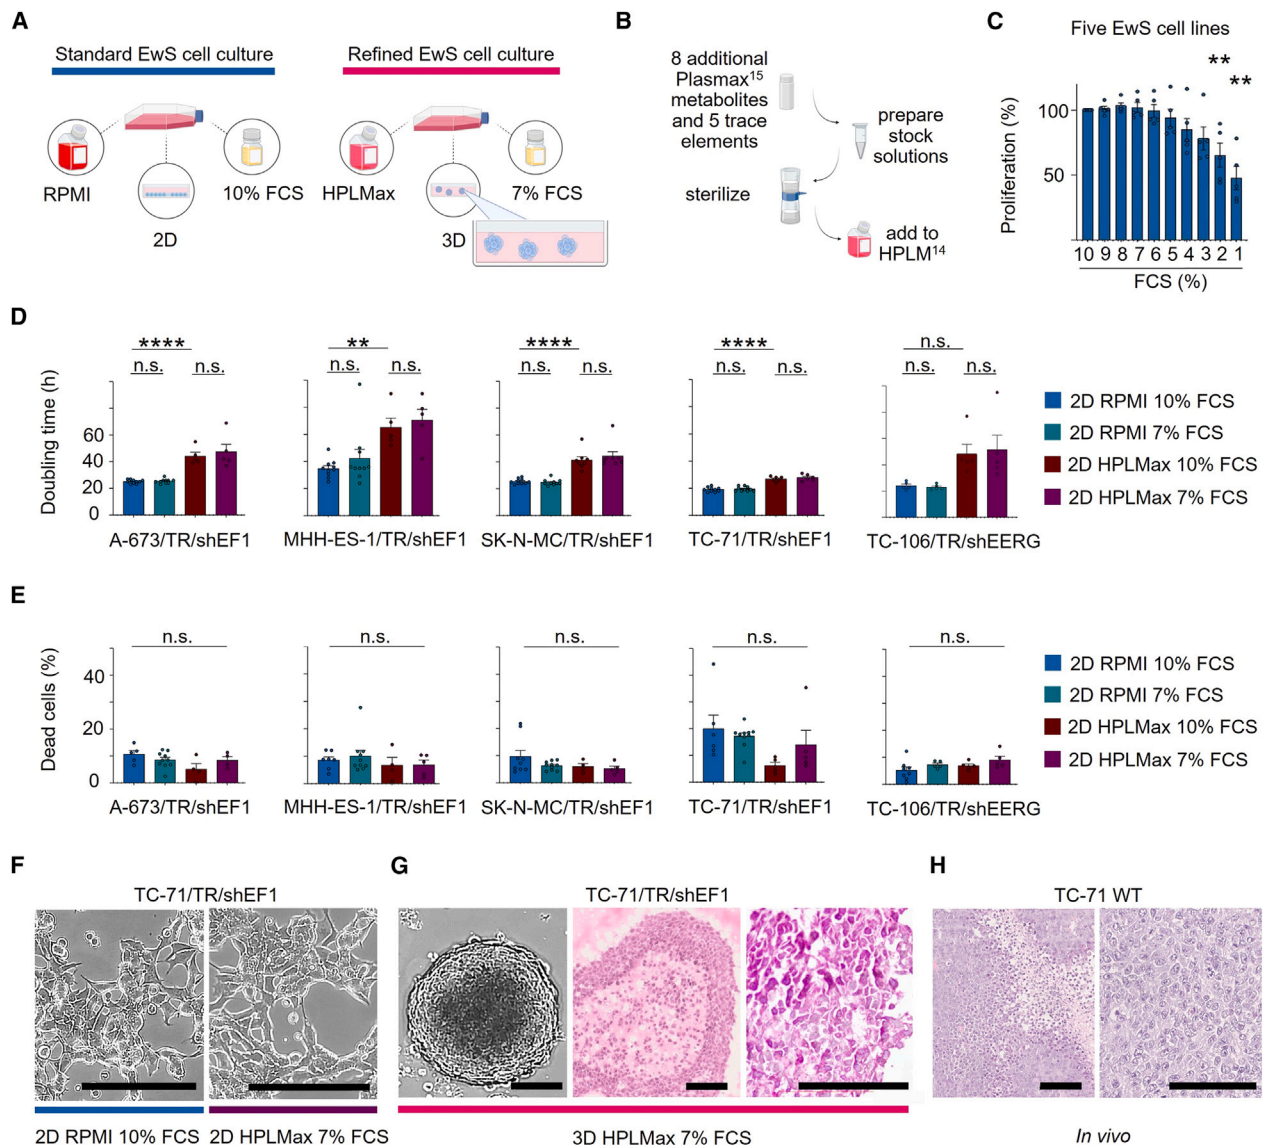 A
Standard EwS cell culture
Refined EwS cell culture
RPMI
10% FCS
2D
HPLMax
7% FCS
3D
B
8 additional
Plasmax¹⁵
metabolites
and 5 trace
elements
prepare
stock
solutions
sterilize
add to
HPLM¹⁴
C
Five EwS cell lines
**
**
Proliferation (%)
100
50
10 9 8 7 6 5 4 3 2 1
FCS (%)
D
Doubling time (h)
60
40
20
0
****
n.s. n.s.
A-673/TR/shEF1
**
n.s. n.s.
MHH-ES-1/TR/shEF1
****
n.s. n.s.
SK-N-MC/TR/shEF1
****
n.s. n.s.
TC-71/TR/shEF1
n.s.
n.s. n.s.
TC-106/TR/shEERG
2D RPMI 10% FCS
2D RPMI 7% FCS
2D HPLMax 10% FCS
2D HPLMax 7% FCS
E
Dead cells (%)
40
20
0
n.s.
A-673/TR/shEF1
n.s.
MHH-ES-1/TR/shEF1
n.s.
SK-N-MC/TR/shEF1
n.s.
TC-71/TR/shEF1
n.s.
TC-106/TR/shEERG
2D RPMI 10% FCS
2D RPMI 7% FCS
2D HPLMax 10% FCS
2D HPLMax 7% FCS
F
TC-71/TR/shEF1
2D RPMI 10% FCS
2D HPLMax 7% FCS
G
TC-71/TR/shEF1
3D HPLMax 7% FCS
H
TC-71 WT
In vivo